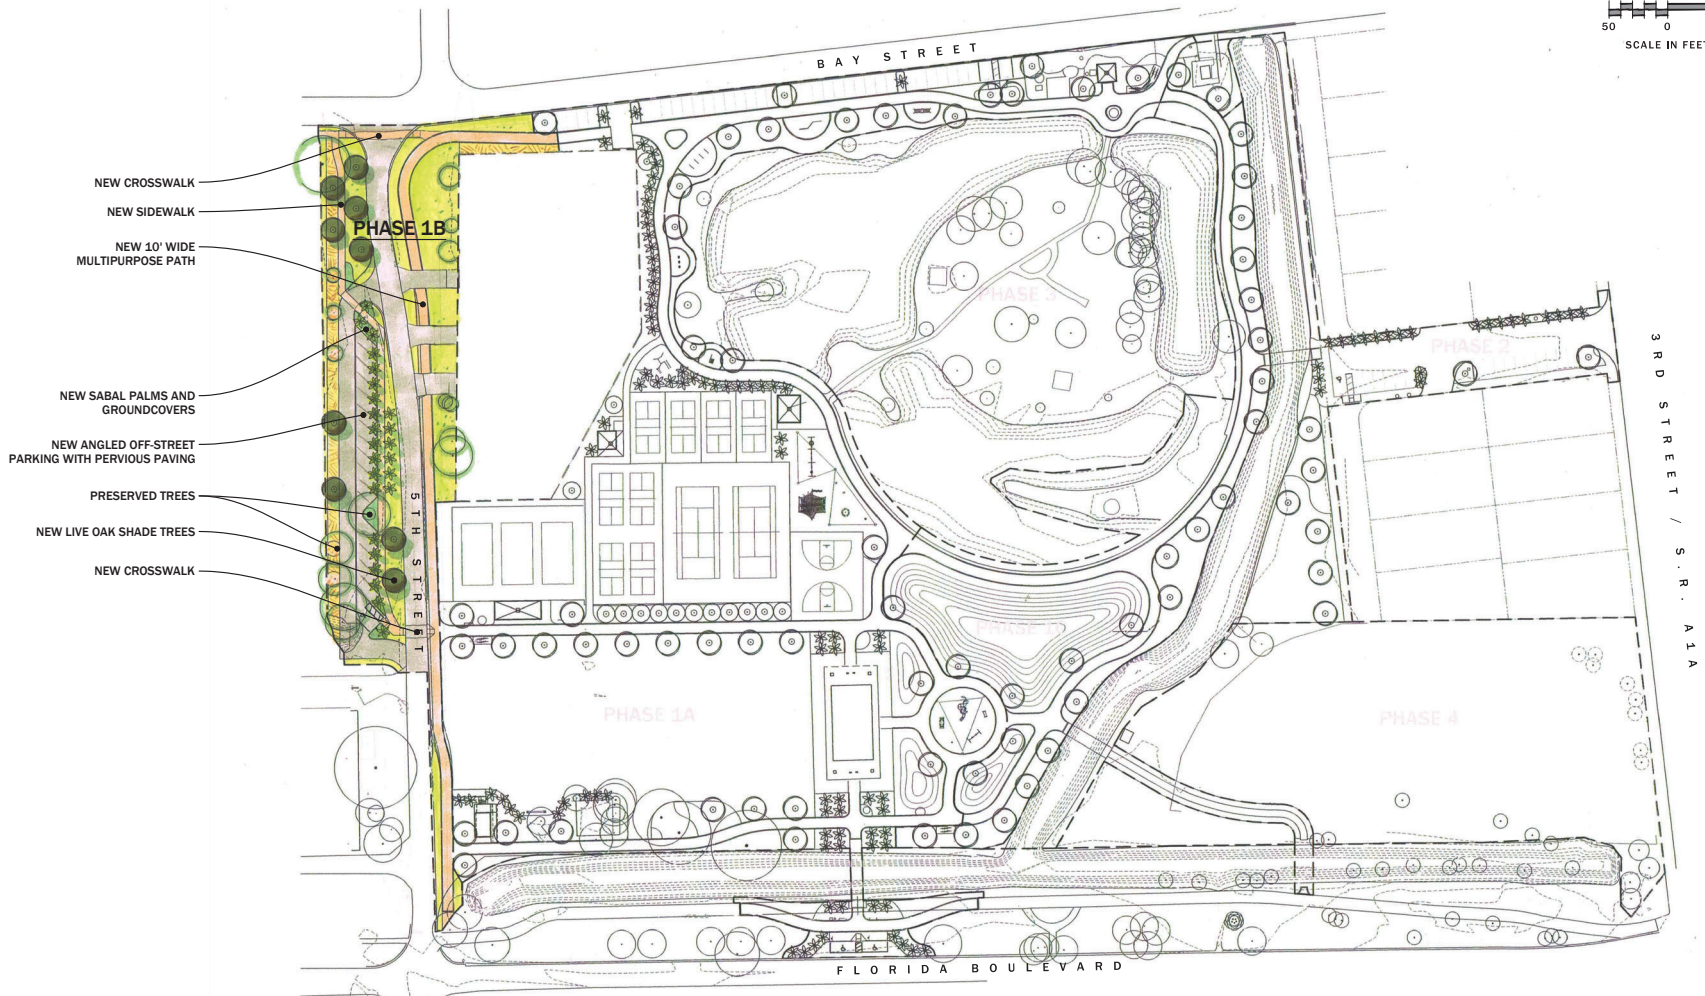 50 0
SCALE IN FEET
BAY STREET
NEW CROSSWALK
NEW SIDEWALK
PHASE 1B
NEW 10' WIDE
MULTIPURPOSE PATH
PHASE 3
PHASE 2
3RD STREET / S.R. A1A
NEW SABAL PALMS AND
GROUNDCOVERS
NEW ANGLED OFF-STREET
PARKING WITH PERVIOUS PAVING
PRESERVED TREES
5TH STREET
NEW LIVE OAK SHADE TREES
NEW CROSSWALK
PHASE
PHASE 1A
PHASE 4
FLORIDA BOULEVARD